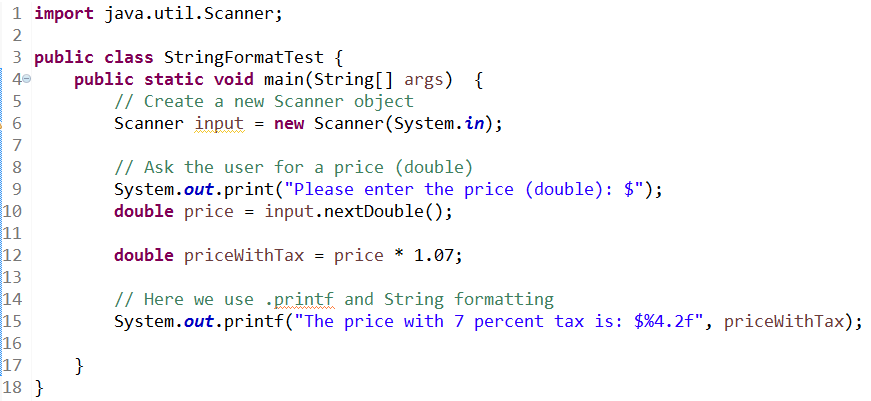 1 import java.util.Scanner;
2
3 public class StringFormatTest {
4 public static void main(String[] args)  {
5 // Create a new Scanner object
6 Scanner input = new Scanner(System.in);
7
8 // Ask the user for a price (double)
9 System.out.print("Please enter the price (double): $");
10 double price = input.nextDouble();
11
12 double priceWithTax = price * 1.07;
13
14 // Here we use .printf and String formatting
15 System.out.printf("The price with 7 percent tax is: $%4.2f", priceWithTax);
16
17 }
18 }